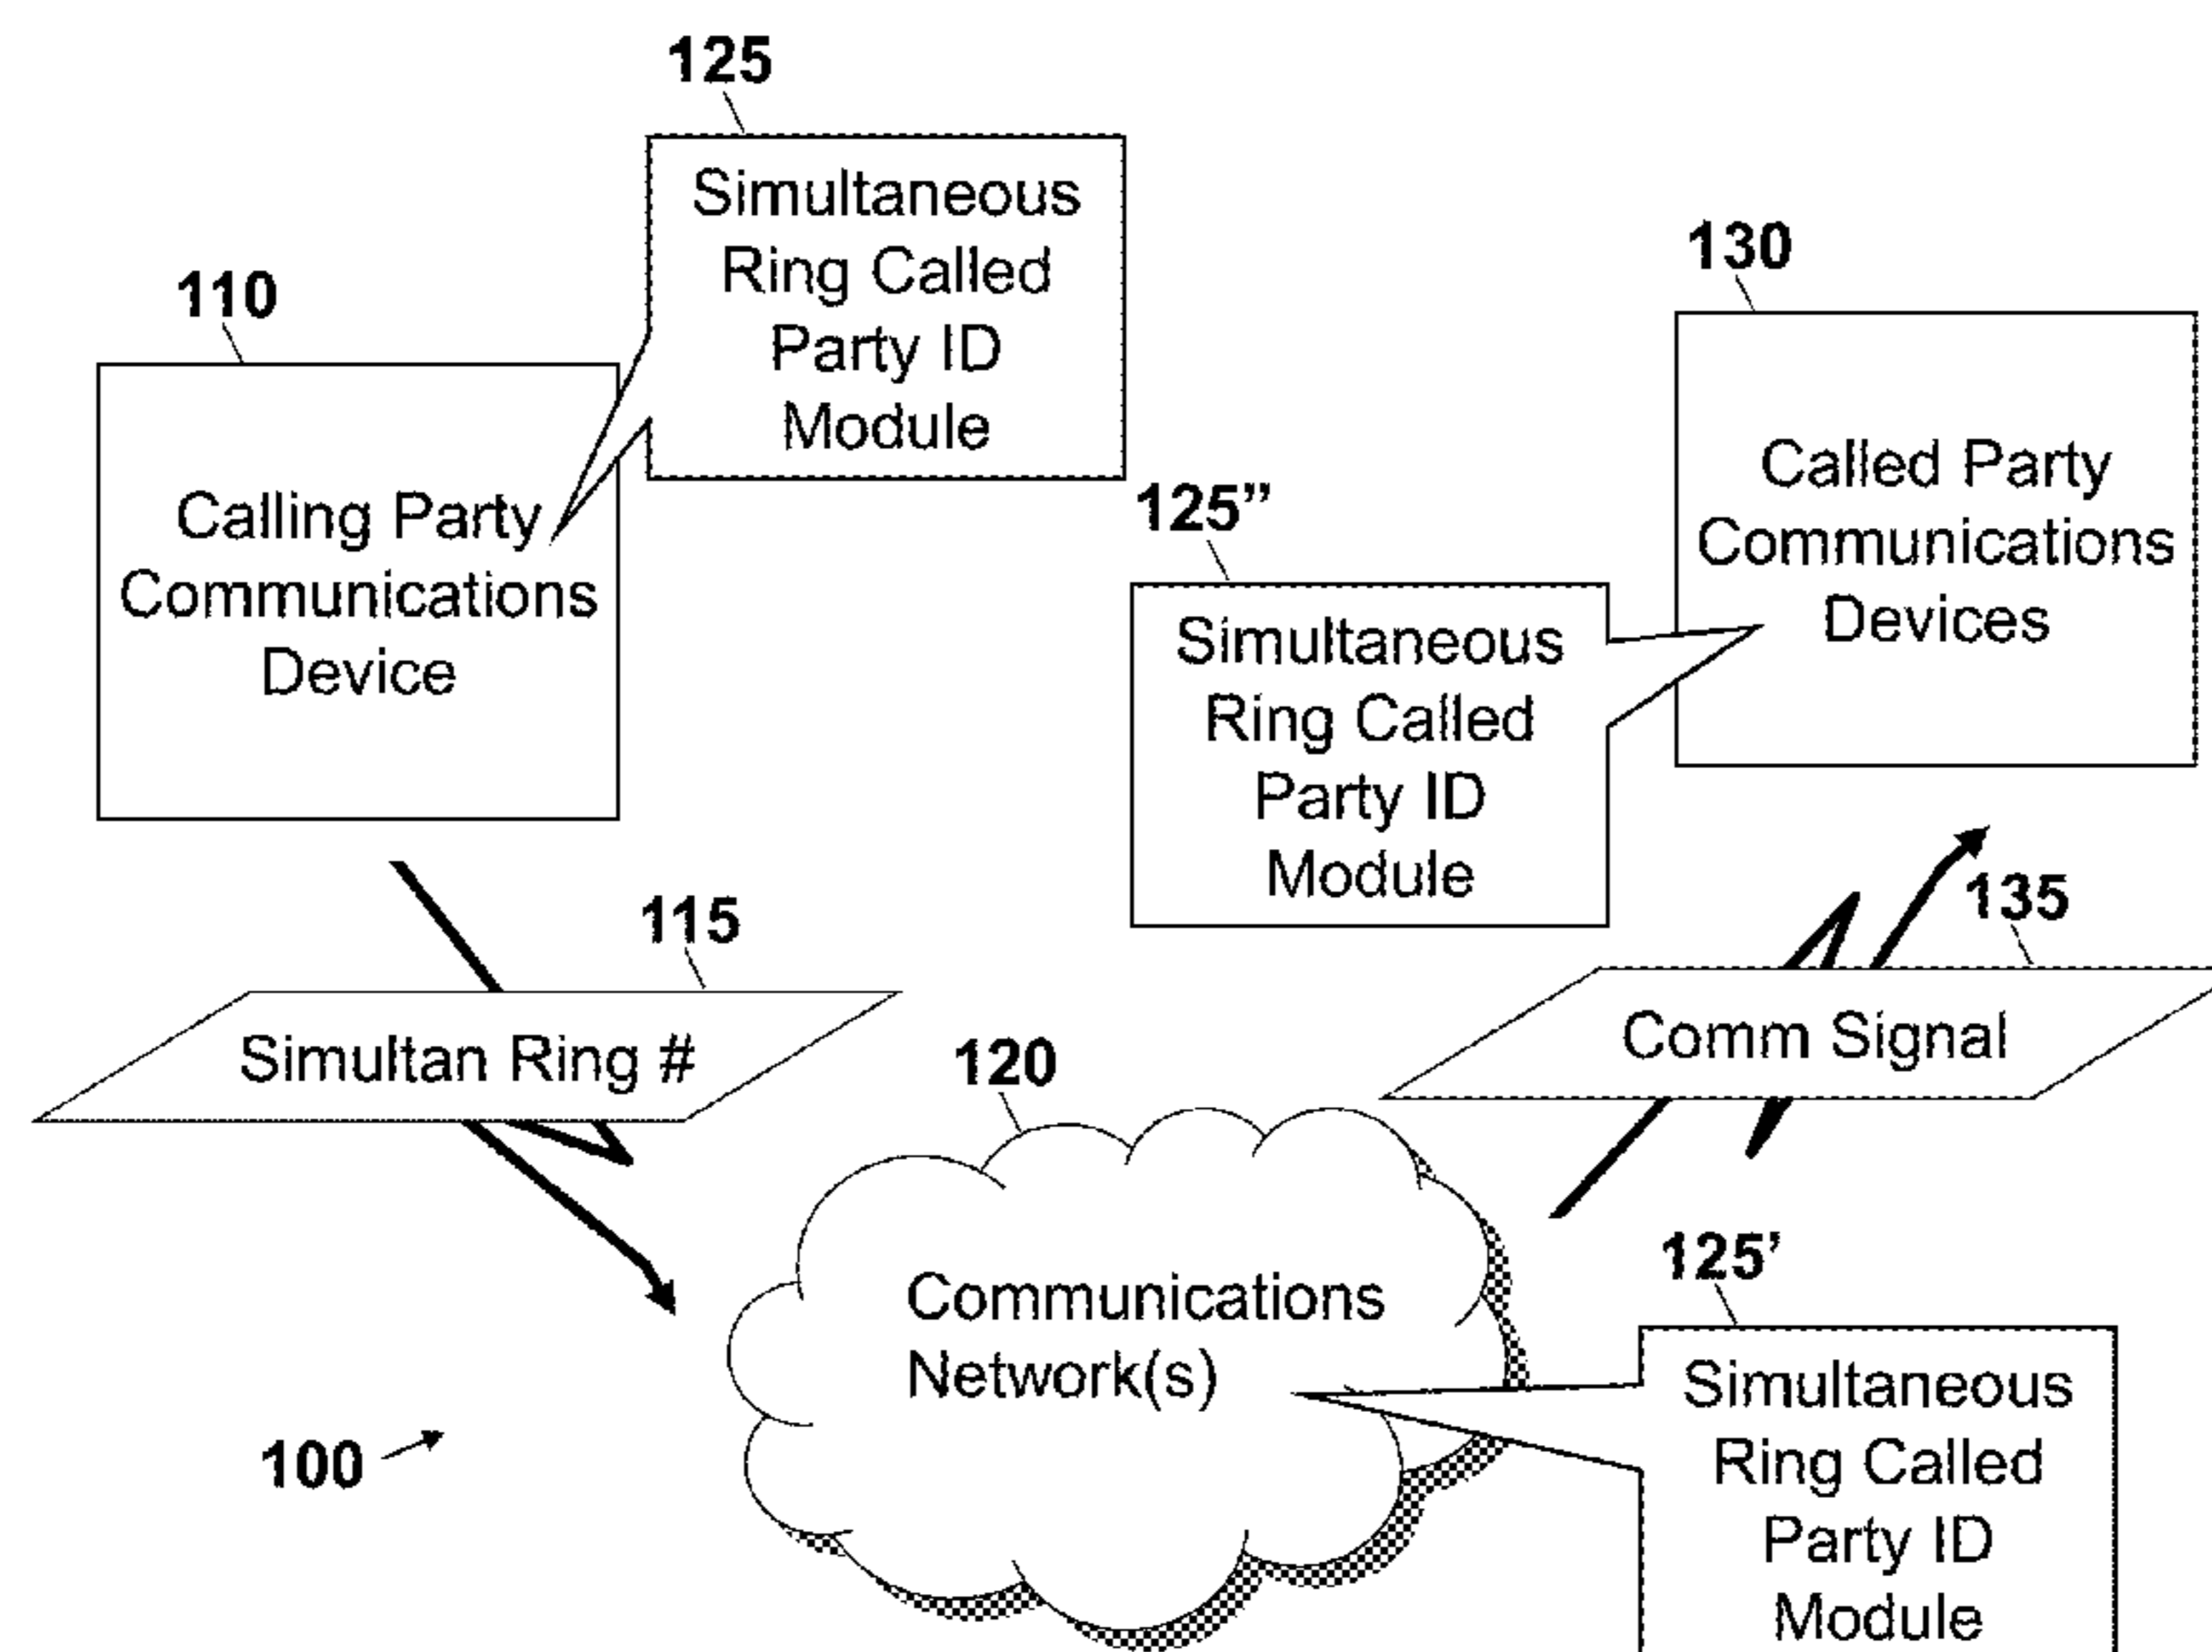 125
Simultaneous
Ring Called
Party ID
Module
110
Calling Party
Communications
Device
130
Called Party
Communications
Devices
125”
Simultaneous
Ring Called
Party ID
Module
115
Simultan Ring #
135
Comm Signal
120
Communications
Network(s)
125’
Simultaneous
Ring Called
Party ID
Module
100